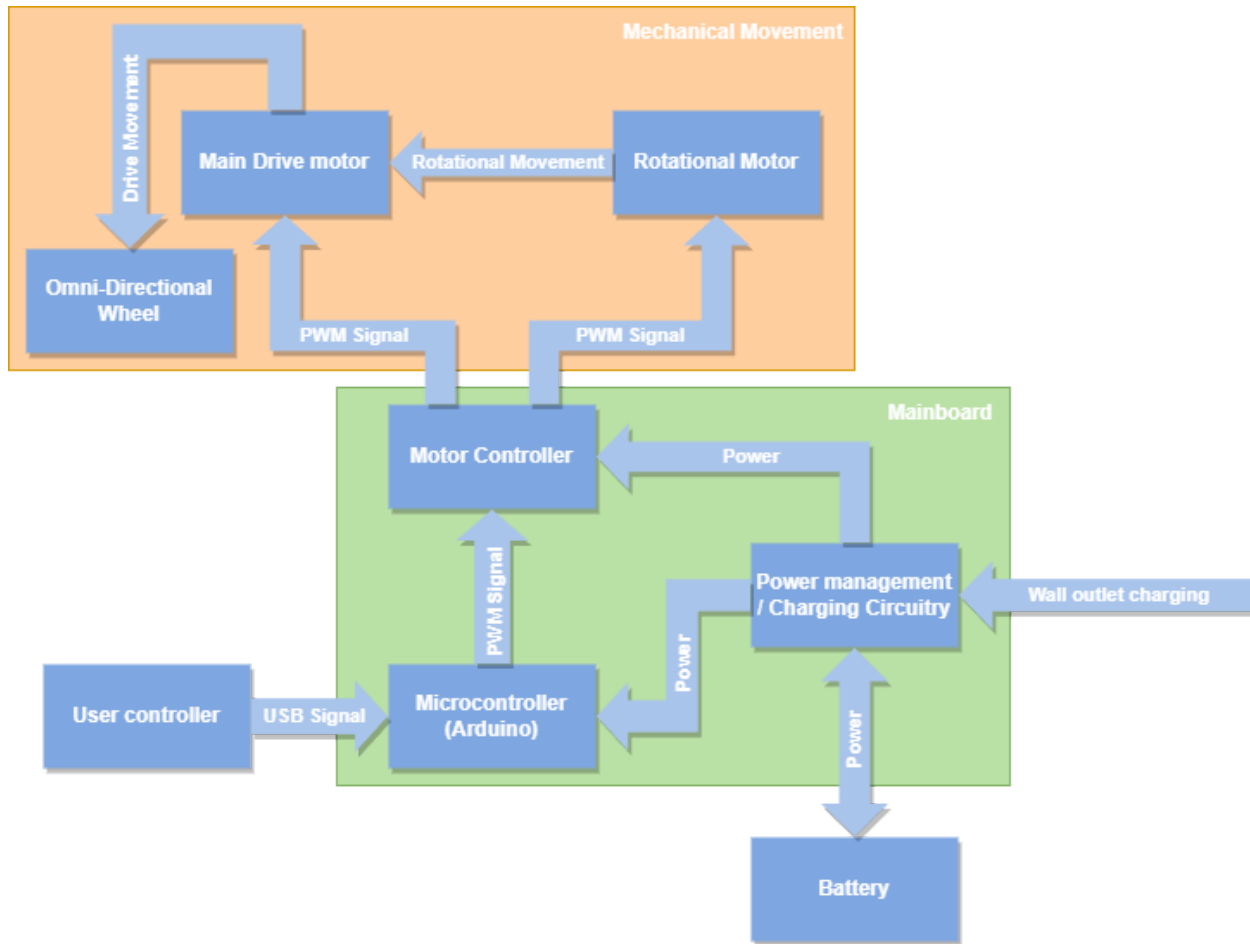 Mechanical Movement
Drive Movement
Main Drive motor
Rotational Movement
Rotational Motor
Omni-Directional
Wheel
PWM Signal
PWM Signal
Mainboard
Motor Controller
Power
PWM Signal
Power management
/ Charging Circuitry
Wall outlet charging
Power
User controller
USB Signal
Microcontroller
(Arduino)
Power
Battery